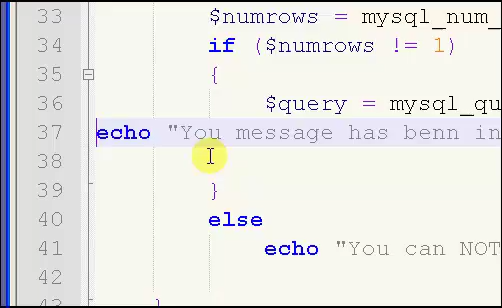 33 $numrows = mysql_num_
34 if ($numrows != 1)
35 {
36 $query = mysql_qu
37 echo "You message has benn in
38
39 }
40 else
41 echo "You can NOT
42 }